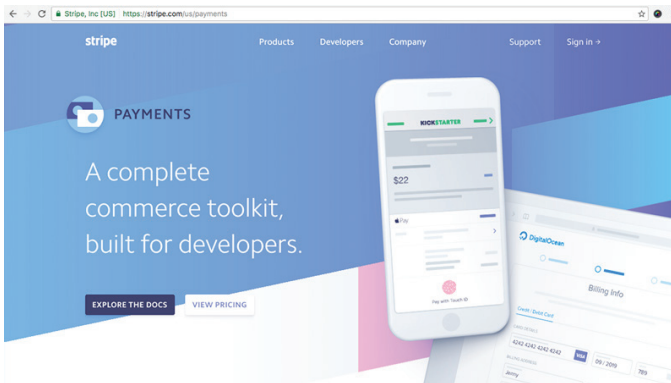 Stripe, Inc [US] https://stripe.com/us/payments
stripe
Products Developers Company Support Sign in →
PAYMENTS
A complete
commerce toolkit,
built for developers.
EXPLORE THE DOCS VIEW PRICING
KICKSTARTER
$22
Pay
Pay with Touch ID
DigitalOcean
Billing Info
Credit / Debit Card
4242 4242 4242 4242 VISA 09 / 2019 789
Jenny